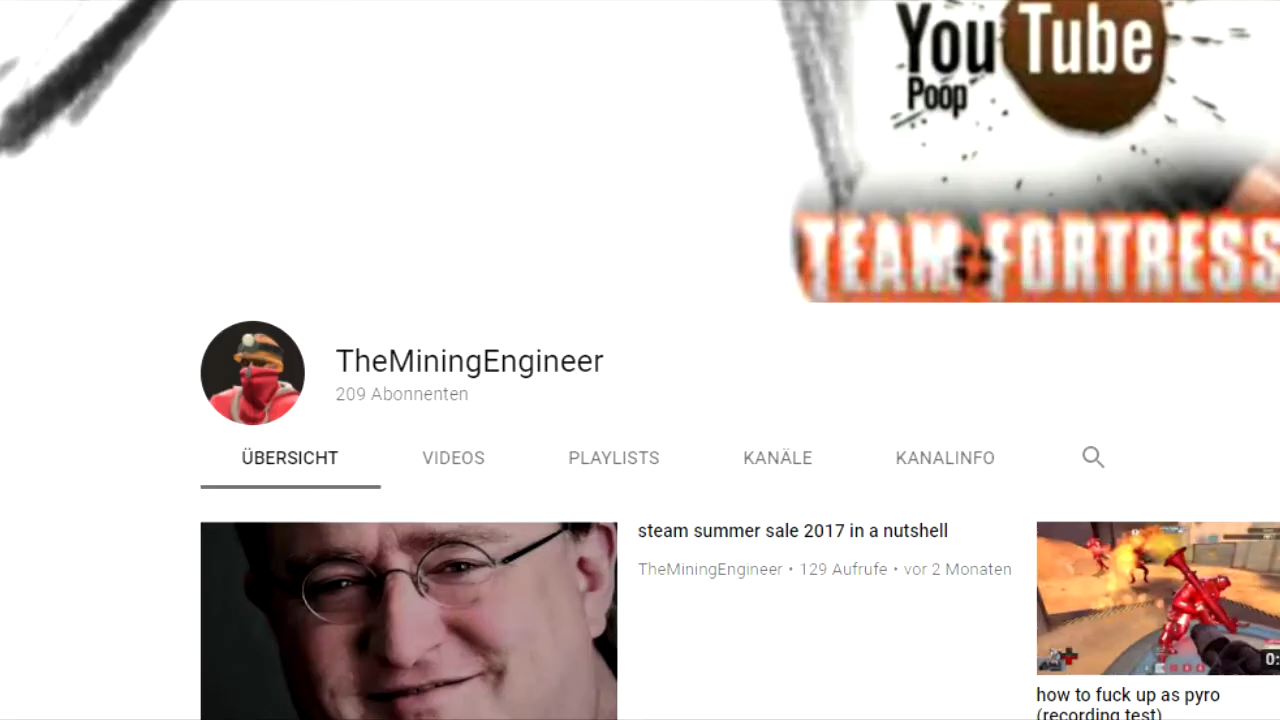 You Tube
Poop
TEAM FORTRESS
TheMiningEngineer
209 Abonnenten
ÜBERSICHT VIDEOS PLAYLISTS KANÄLE KANALINFO
steam summer sale 2017 in a nutshell
TheMiningEngineer • 129 Aufrufe • vor 2 Monaten
0:
how to fuck up as pyro
(recording test)